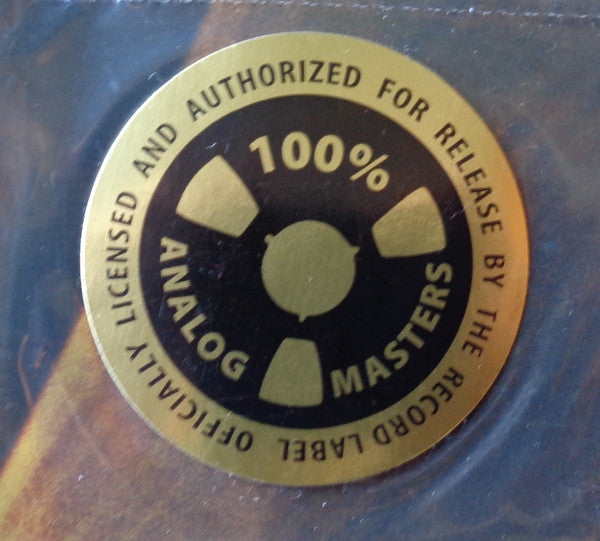 OFFICIALLY LICENSED AND AUTHORIZED FOR RELEASE BY THE RECORD LABEL
100%
ANALOG
MASTERS